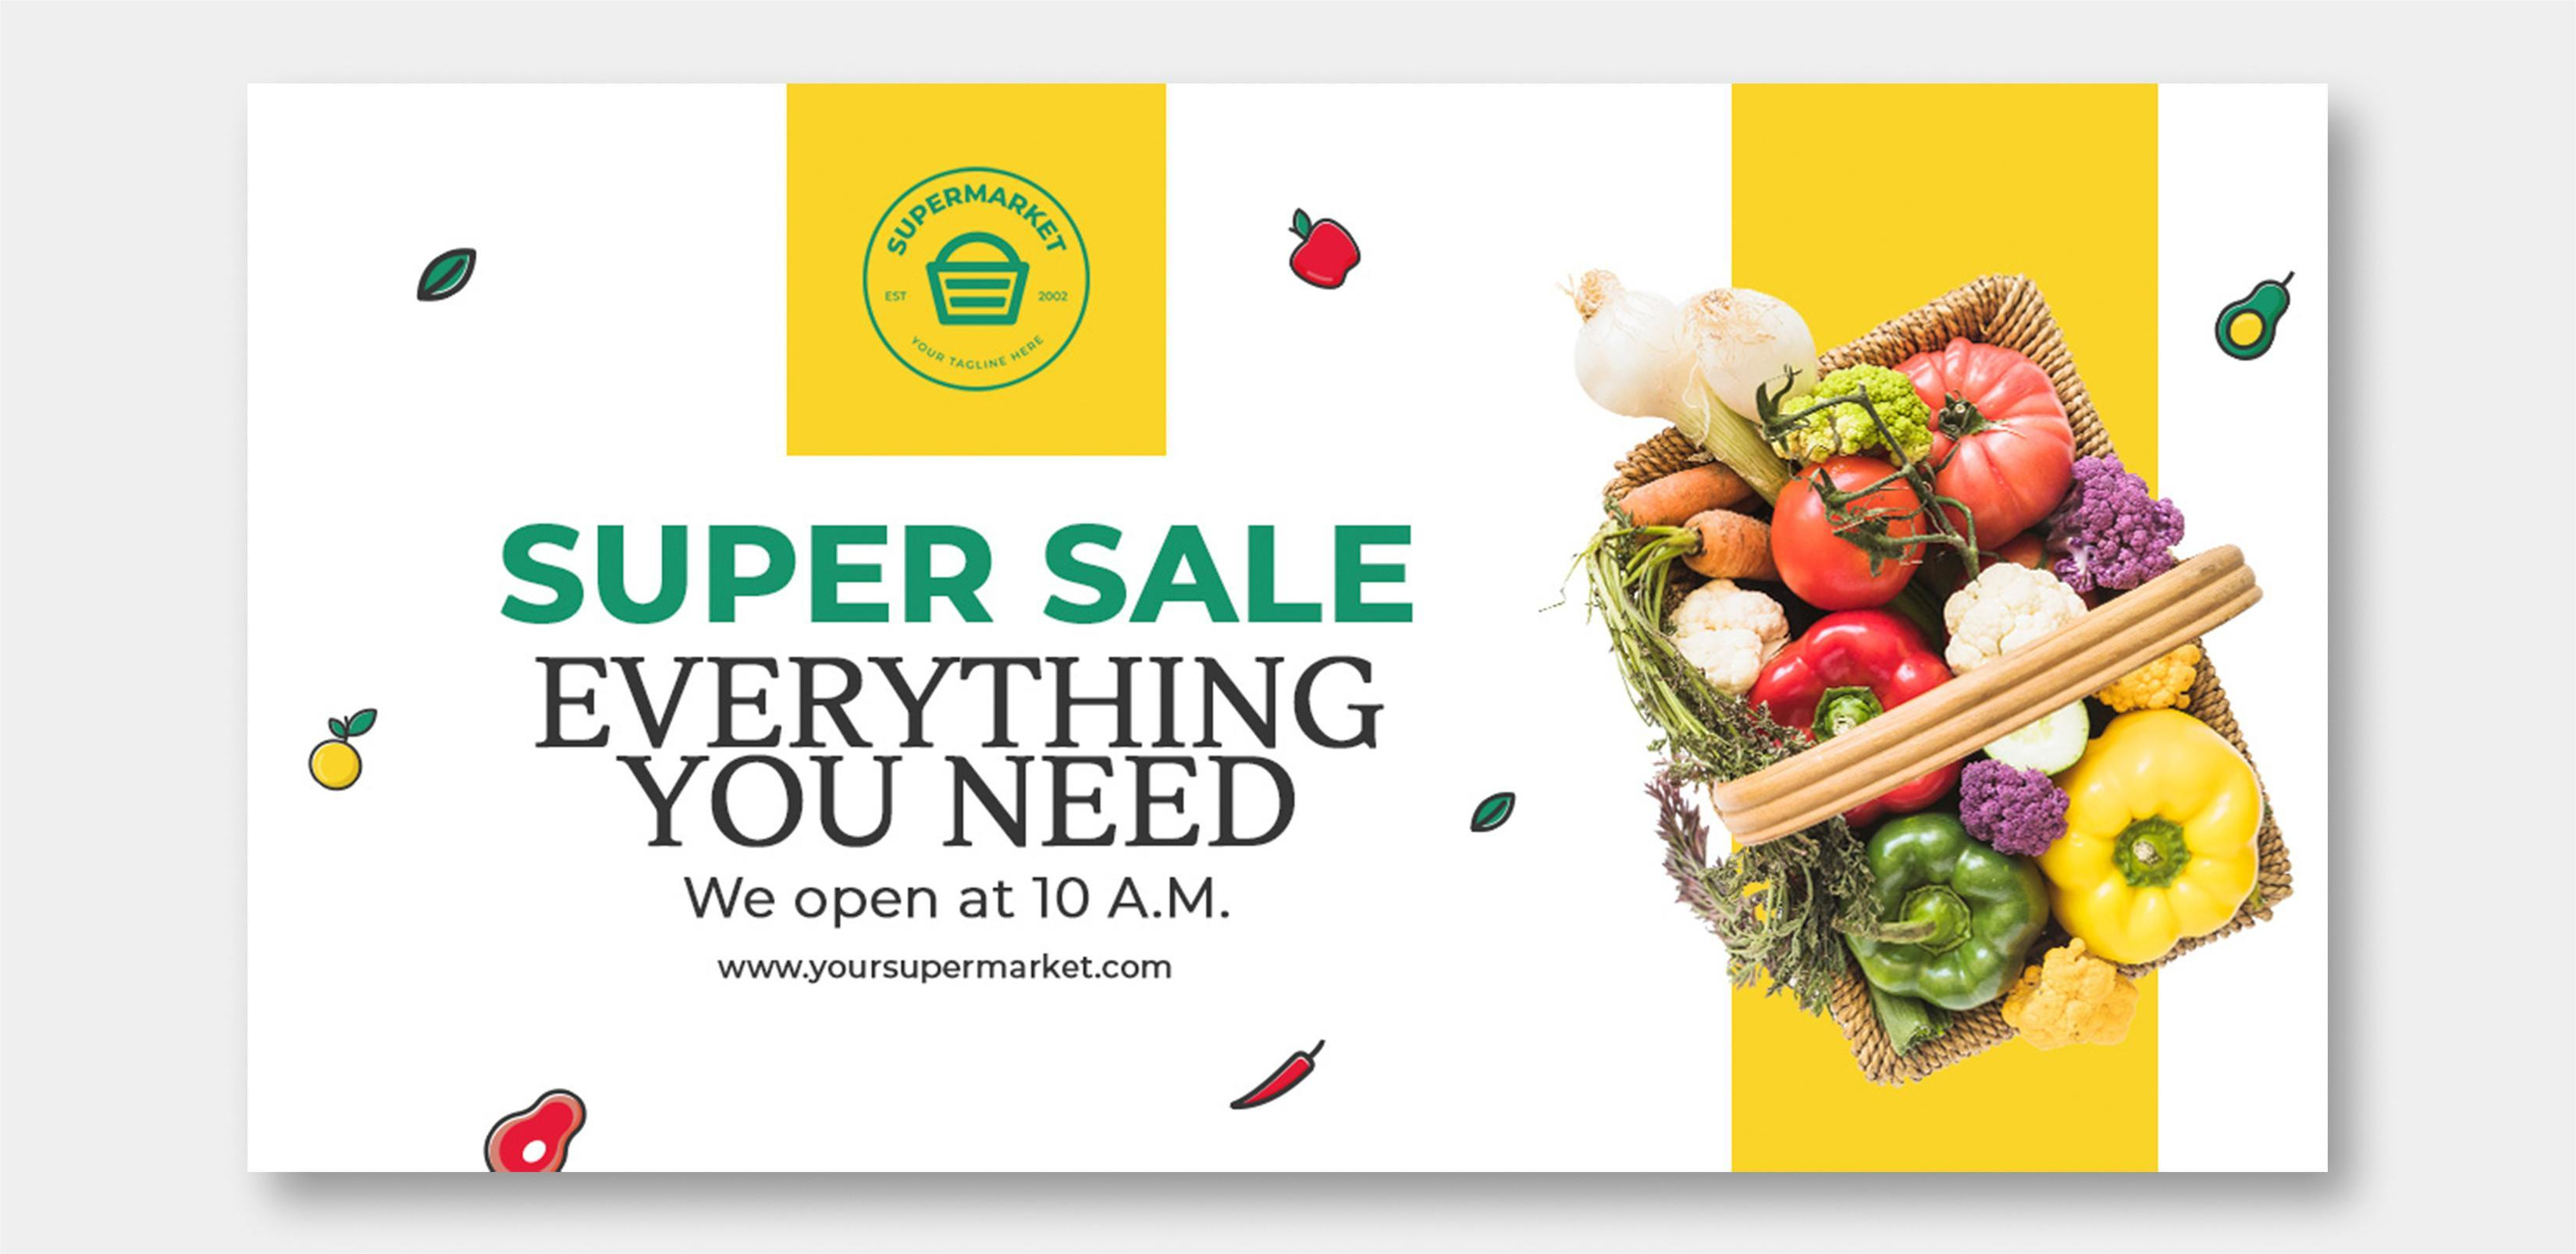 SUPERMARKET
EST 2002
YOUR TAGLINE HERE
SUPER SALE
EVERYTHING
YOU NEED
We open at 10 A.M.
www.yoursupermarket.com